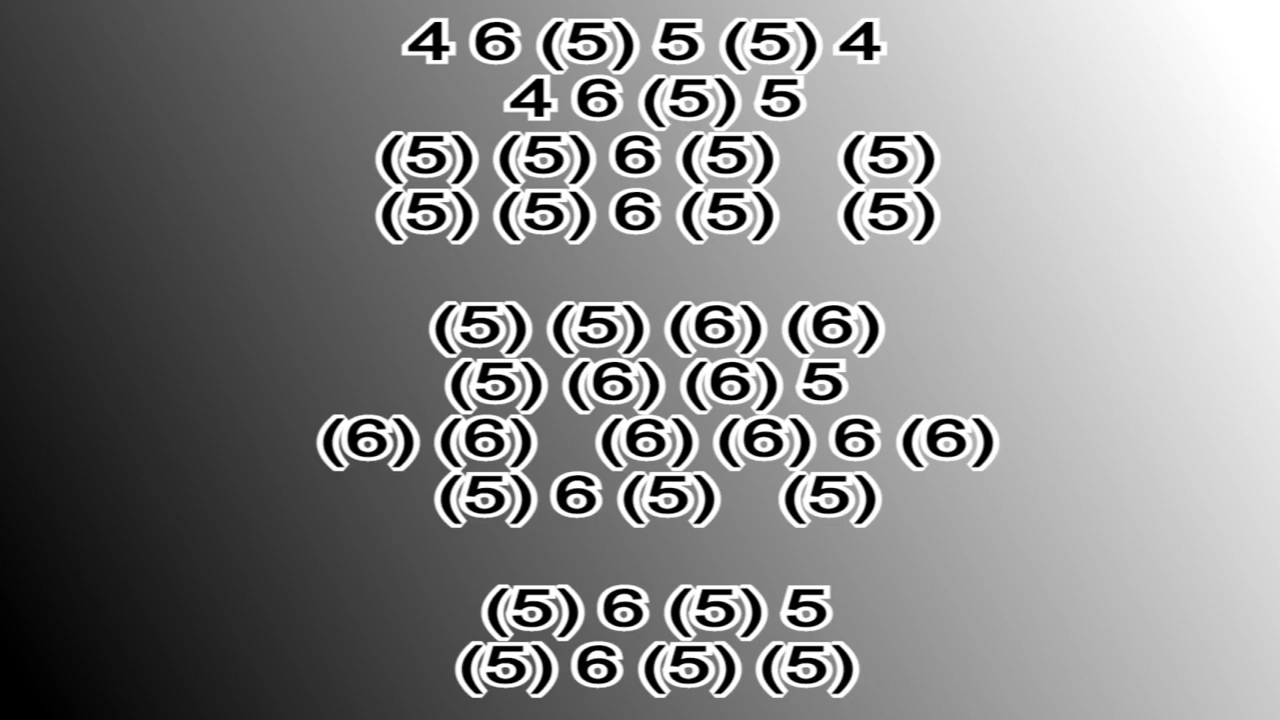 4 6 (5) 5 (5) 4
4 6 (5) 5
(5) (5) 6 (5) (5)
(5) (5) 6 (5) (5)
(5) (5) (6) (6)
(5) (6) (6) 5
(6) (6) (6) (6) 6 (6)
(5) 6 (5) (5)
(5) 6 (5) 5
(5) 6 (5) (5)